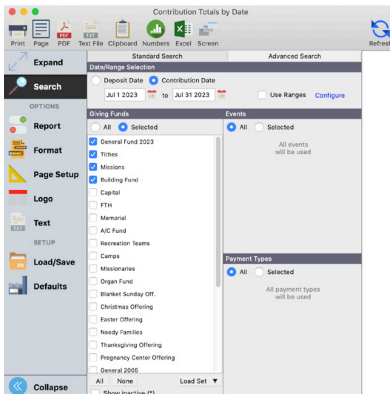 Contribution Totals by Date
Print Page PDF Text File Clipboard Numbers Excel Screen Refresh
Expand
Search
OPTIONS
Report
Format
Page Setup
Logo
Text
SETUP
Load/Save
Defaults
Collapse
Standard Search Advanced Search
Data/Range Selection
Deposit Date Contribution Date
Jul 1 2023 to Jul 31 2023 Use Ranges Configure
Giving Funds
All Selected
General Fund 2023
Tithes
Missions
Building Fund
Capital
FTH
Memorial
A/C Fund
Recreation Teams
Camps
Missionaries
Organ Fund
Blanket Sunday Off.
Christmas Offering
Easter Offering
Needy Families
Thanksgiving Offering
Pregnancy Center Offering
General 2005
All None Load Set ▼
Show inactive (*)
Events
All Selected
All events
will be used
Payment Types
All Selected
All payment types
will be used